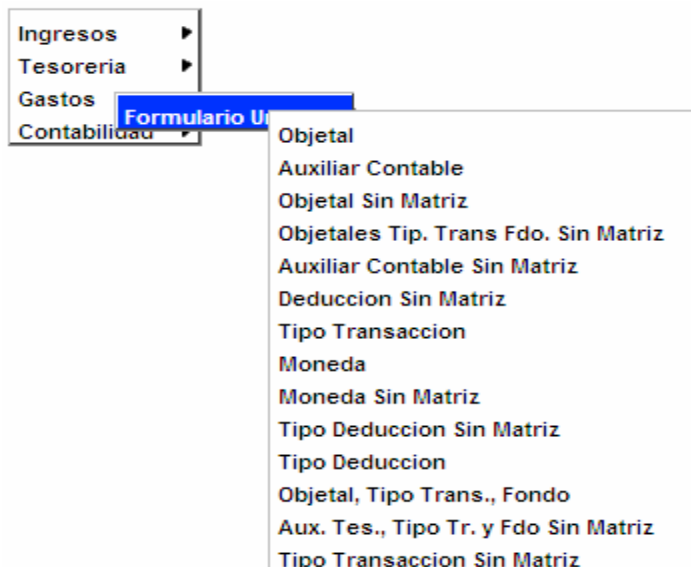 Ingresos
Tesoreria
Gastos
Contabilidad
Formulario
Objetal
Auxiliar Contable
Objetal Sin Matriz
Objetales Tip. Trans Fdo. Sin Matriz
Auxiliar Contable Sin Matriz
Deduccion Sin Matriz
Tipo Transaccion
Moneda
Moneda Sin Matriz
Tipo Deduccion Sin Matriz
Tipo Deduccion
Objetal, Tipo Trans., Fondo
Aux. Tes., Tipo Tr. y Fdo Sin Matriz
Tipo Transaccion Sin Matriz